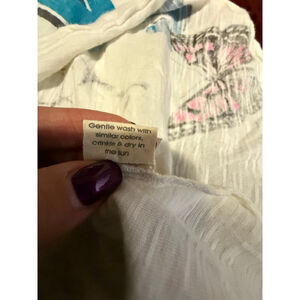 Gentle wash with
similar colors,
crinkle & dry in
the sun